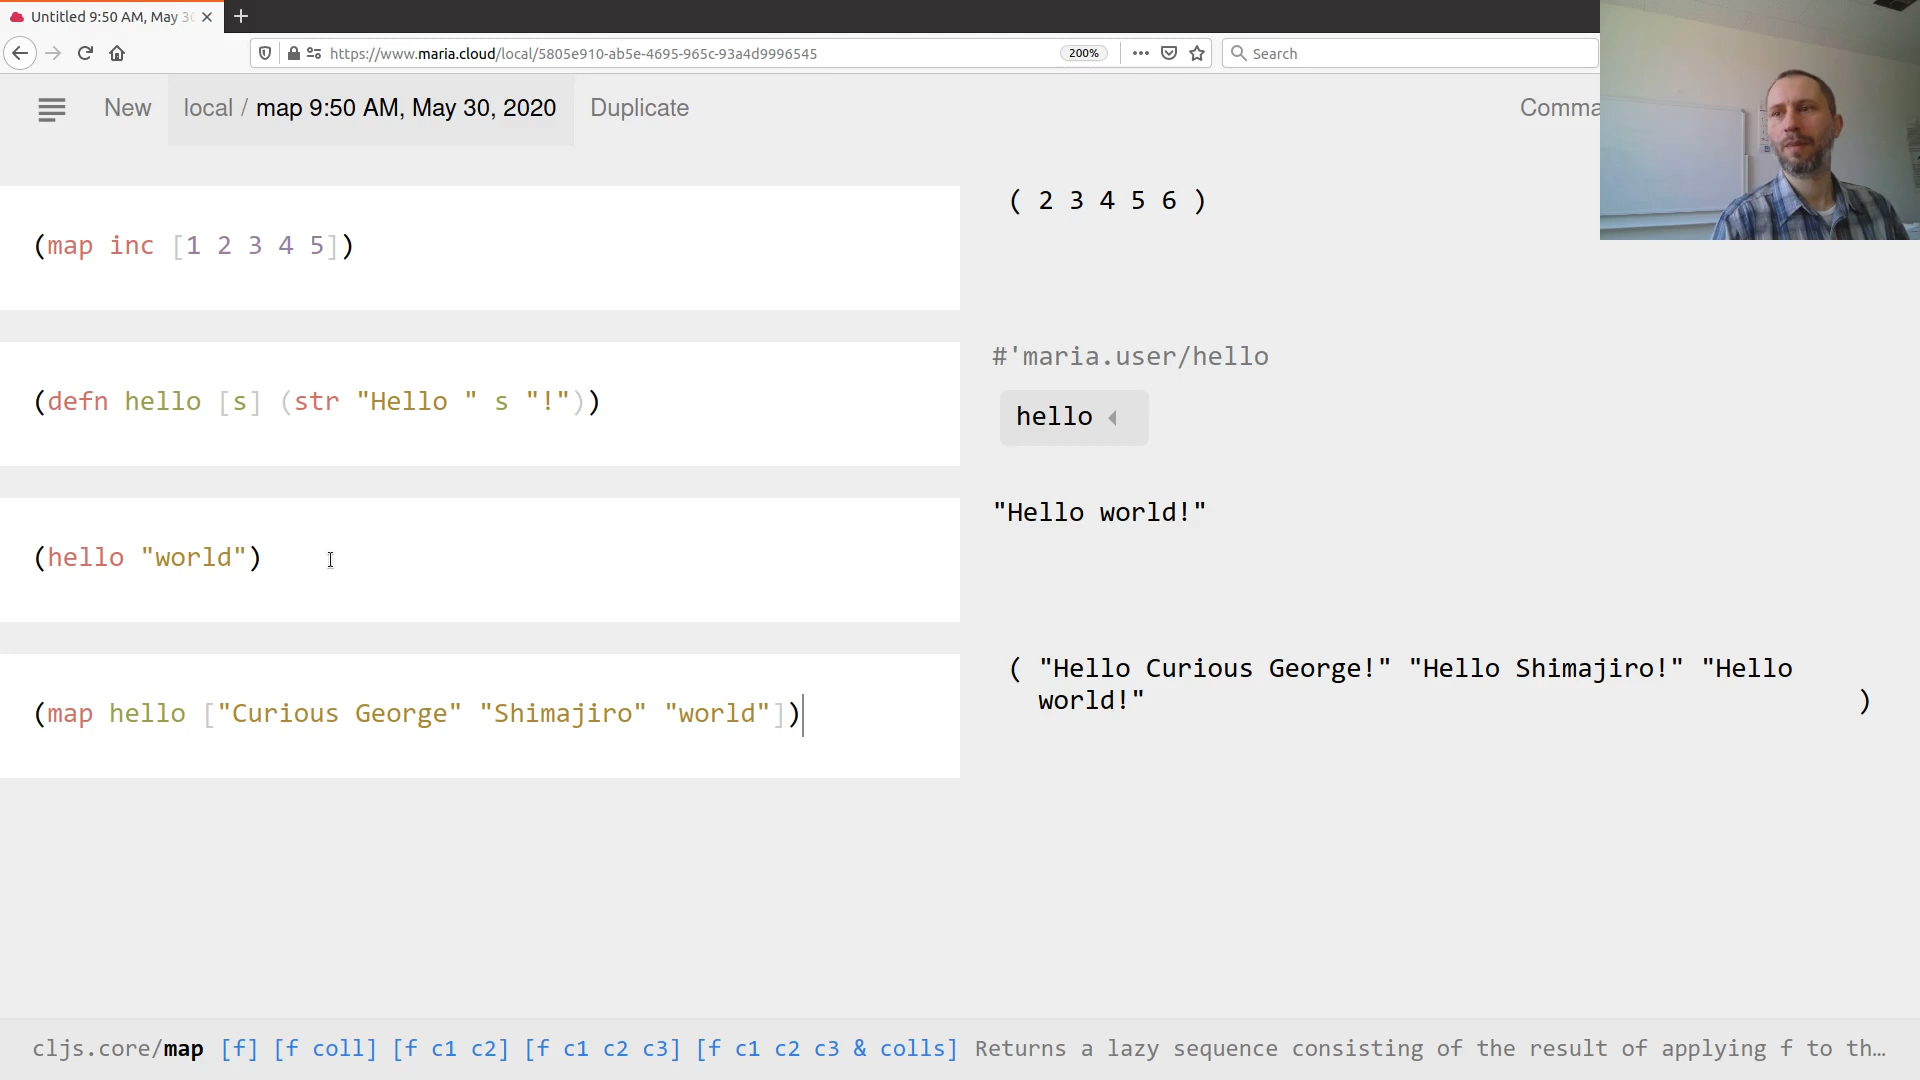 Untitled 9:50 AM, May 30
https://www.maria.cloud/local/5805e910-ab5e-4695-965c-93a4d9996545
200%
Search
New
local / map 9:50 AM, May 30, 2020
Duplicate
Comma
(map inc [1 2 3 4 5])
( 2 3 4 5 6 )
(defn hello [s] (str "Hello " s "!"))
#'maria.user/hello
hello
(hello "world")
"Hello world!"
(map hello ["Curious George" "Shimajiro" "world"])
( "Hello Curious George!" "Hello Shimajiro!" "Hello
world!" )
cljs.core/map [f] [f coll] [f c1 c2] [f c1 c2 c3] [f c1 c2 c3 & colls] Returns a lazy sequence consisting of the result of applying f to th…